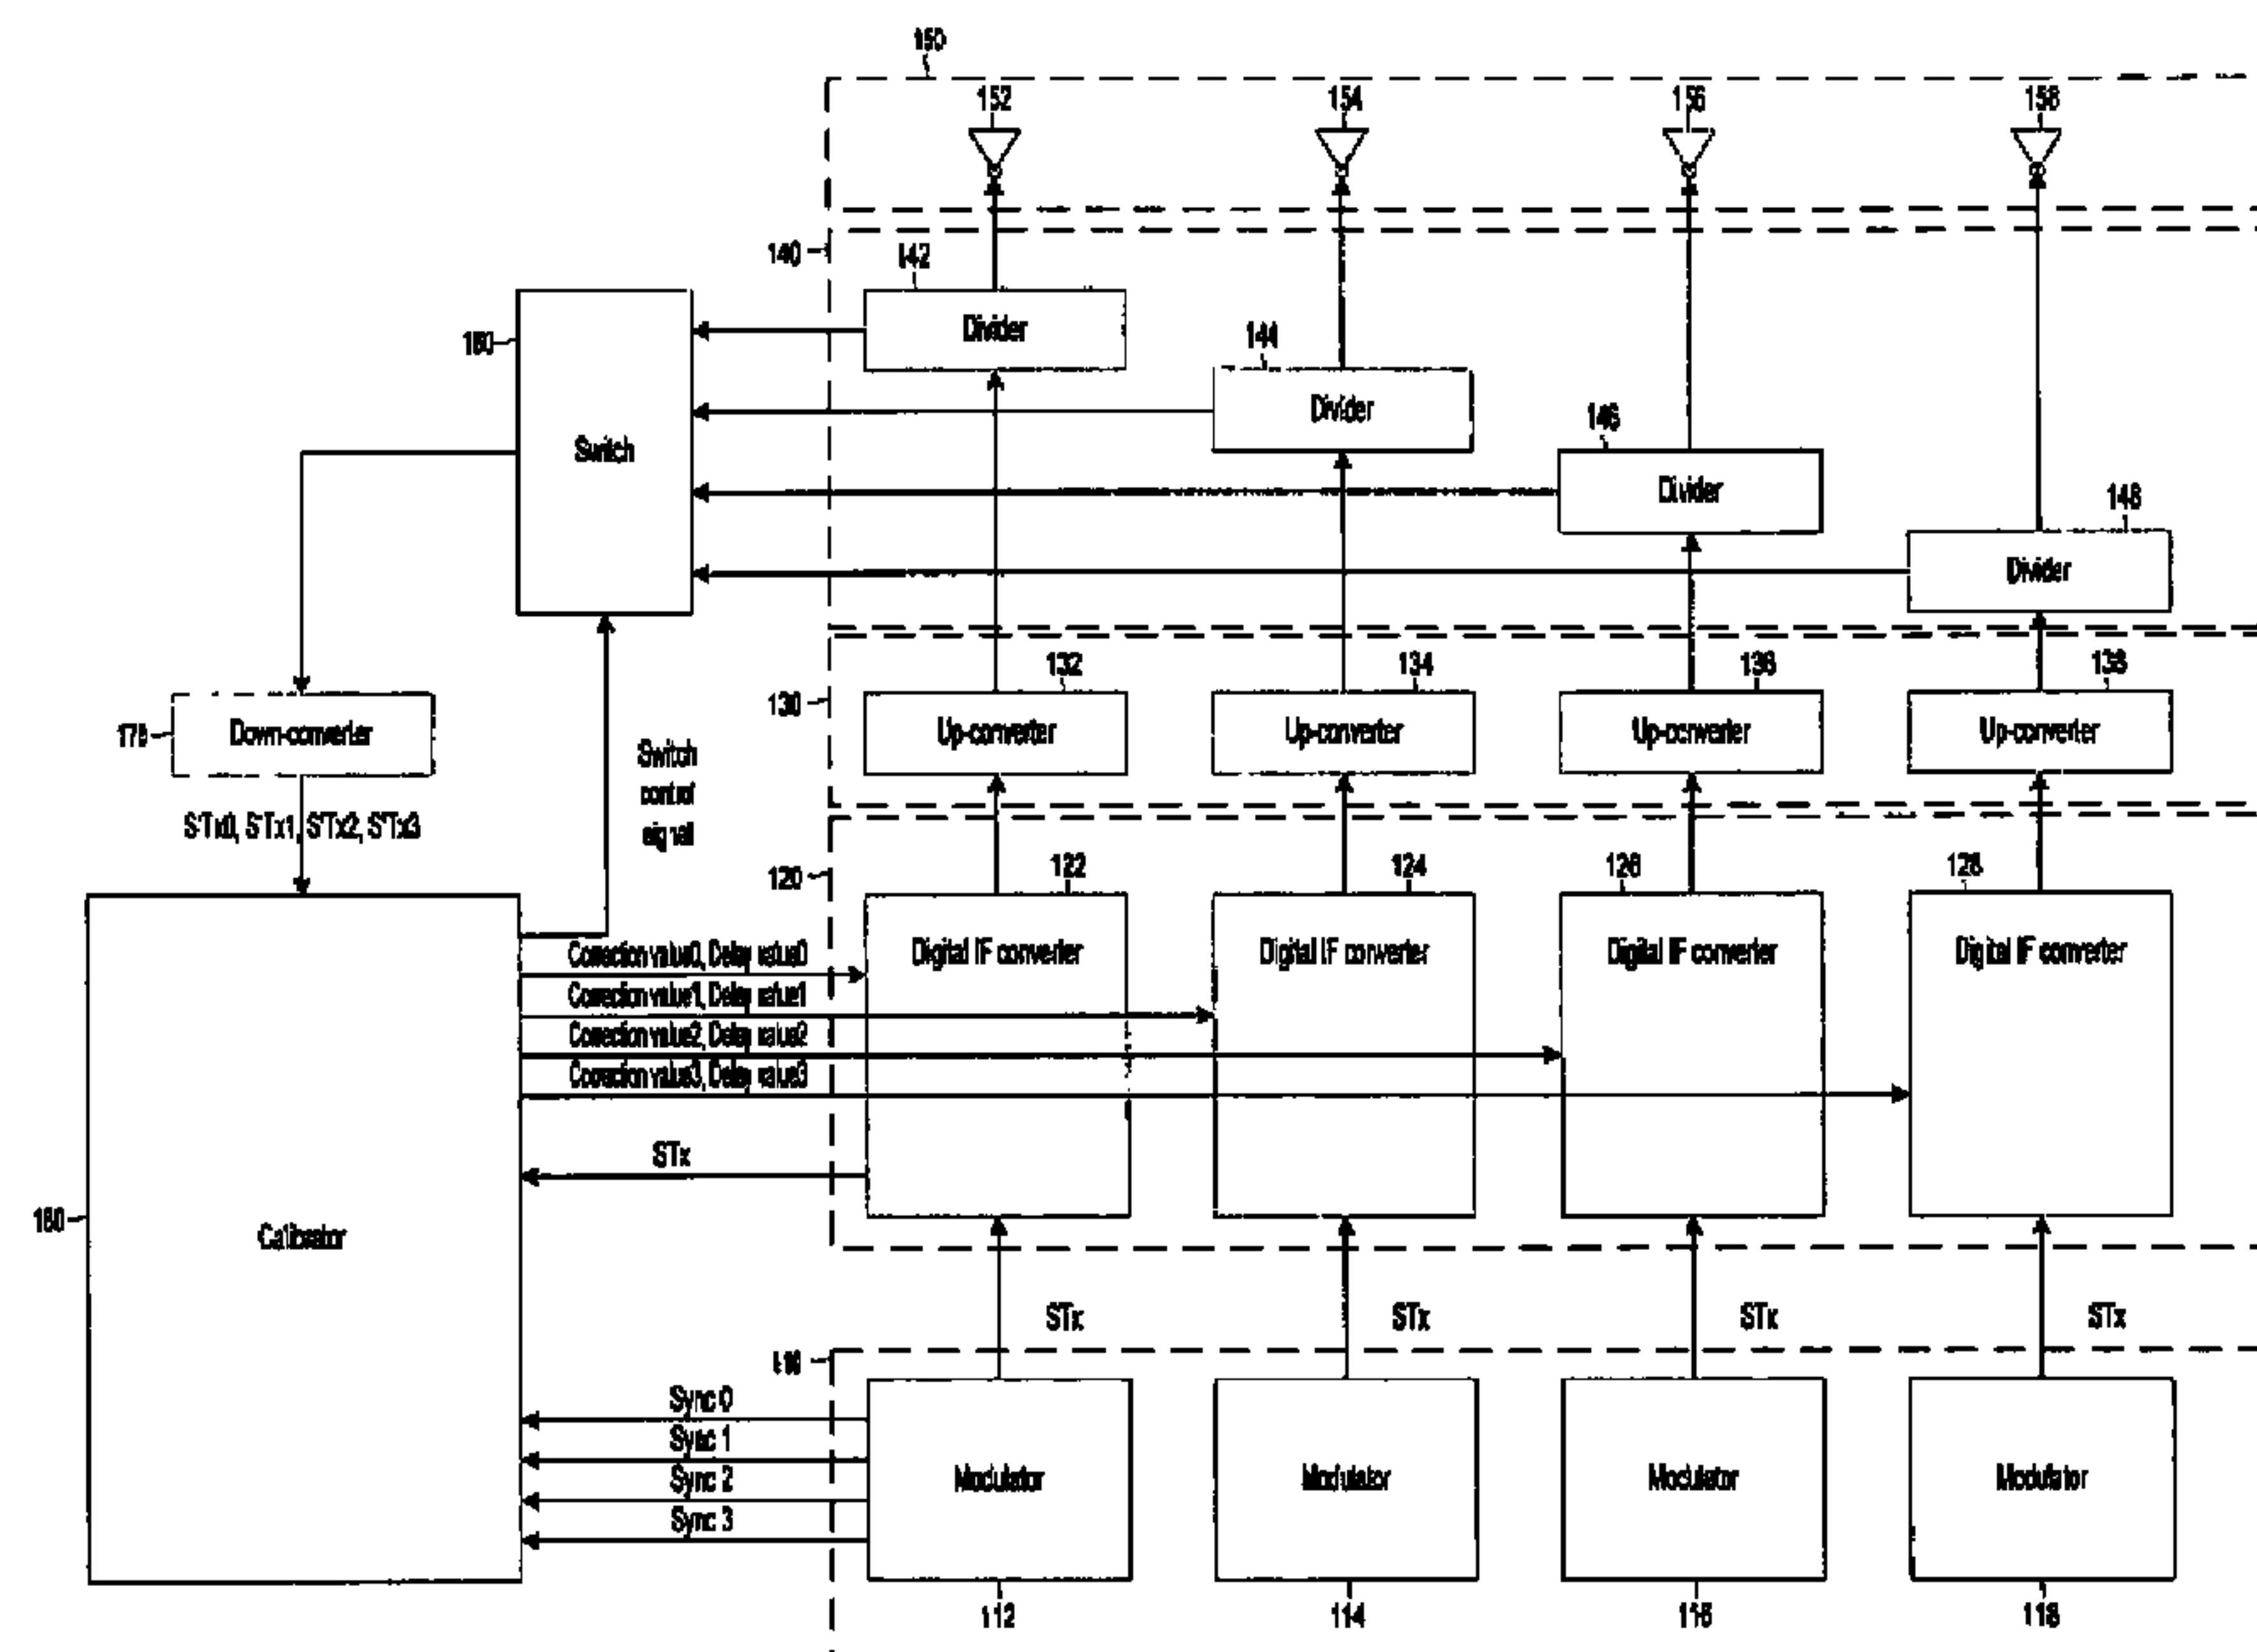 150
152 154 156 158
140
142
Divider
160
144
Divider
Switch
146
Divider
148
Divider
130
132 134 136 138
170
Down-converter
Up-converter Up-converter Up-converter Up-converter
Switch
control
signal
STx0, STx1, STx2, STx3
120
122 124 126 128
Digital IF converter Digital IF converter Digital IF converter Digital IF converter
Correction value0, Delay value0
Correction value1, Delay value1
Correction value2, Delay value2
Correction value3, Delay value3
STx
180
Calibrator
STx STx STx STx
110
Sync 0
Sync 1
Sync 2
Sync 3
Modulator Modulator Modulator Modulator
112 114 116 118